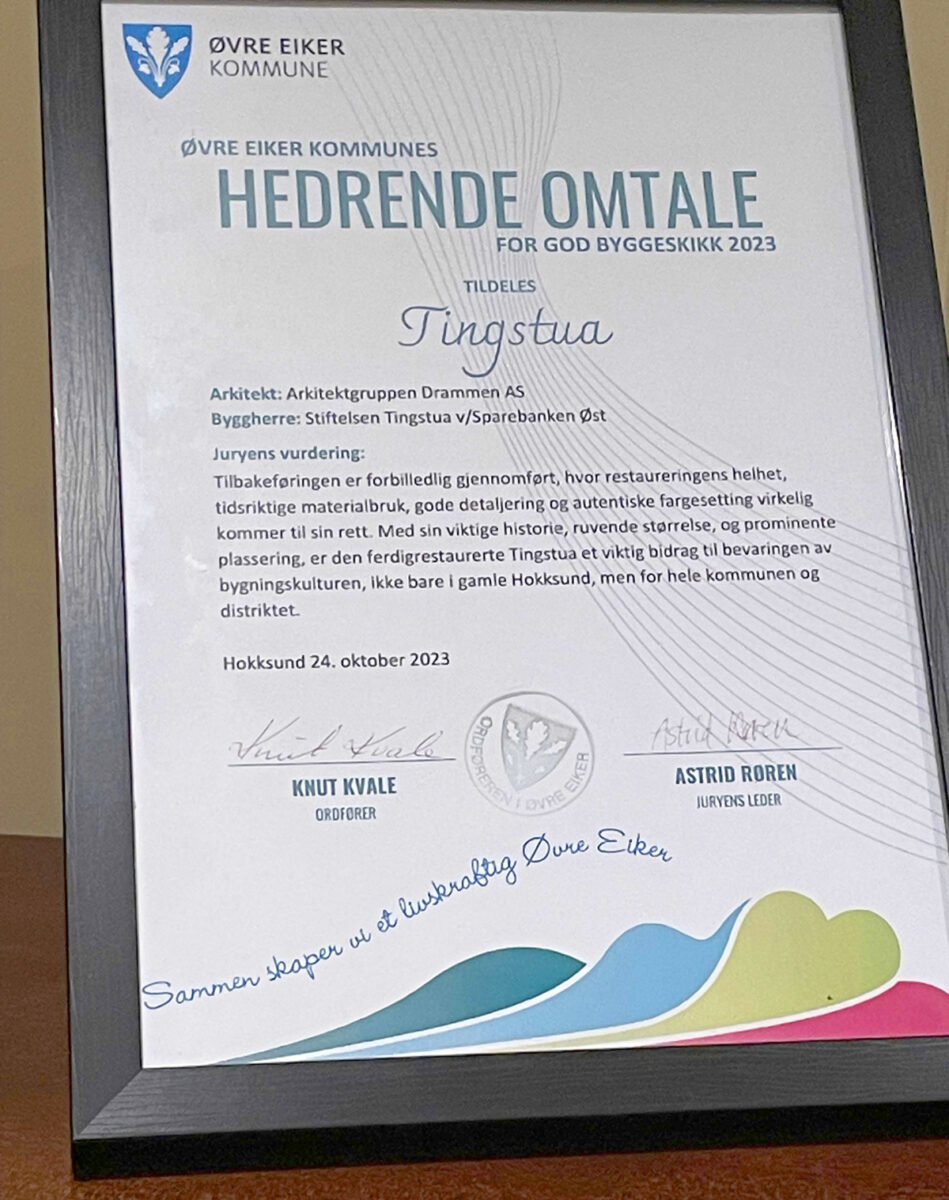 ØVRE EIKER
KOMMUNE
ØVRE EIKER KOMMUNES
HEDRENDE OMTALE
FOR GOD BYGGESKIKK 2023
TILDELES
Tingstua
Arkitekt: Arkitektgruppen Drammen AS
Byggherre: Stiftelsen Tingstua v/Sparebanken Øst
Juryens vurdering:
Tilbakeføringen er forbilledlig gjennomført, hvor restaureringens helhet,
tidsriktige materialbruk, gode detaljering og autentiske fargesetting virkelig
kommer til sin rett. Med sin viktige historie, ruvende størrelse, og prominente
plassering, er den ferdigrestaurerte Tingstua et viktig bidrag til bevaringen av
bygningskulturen, ikke bare i gamle Hokksund, men for hele kommunen og
distriktet.
Hokksund 24. oktober 2023
Knut Kvale
Astrid Røren
ORDFØREREN I ØVRE EIKER
KNUT KVALE
ORDFØRER
ASTRID RØREN
JURYENS LEDER
Sammen skaper vi et livskraftig Øvre Eiker